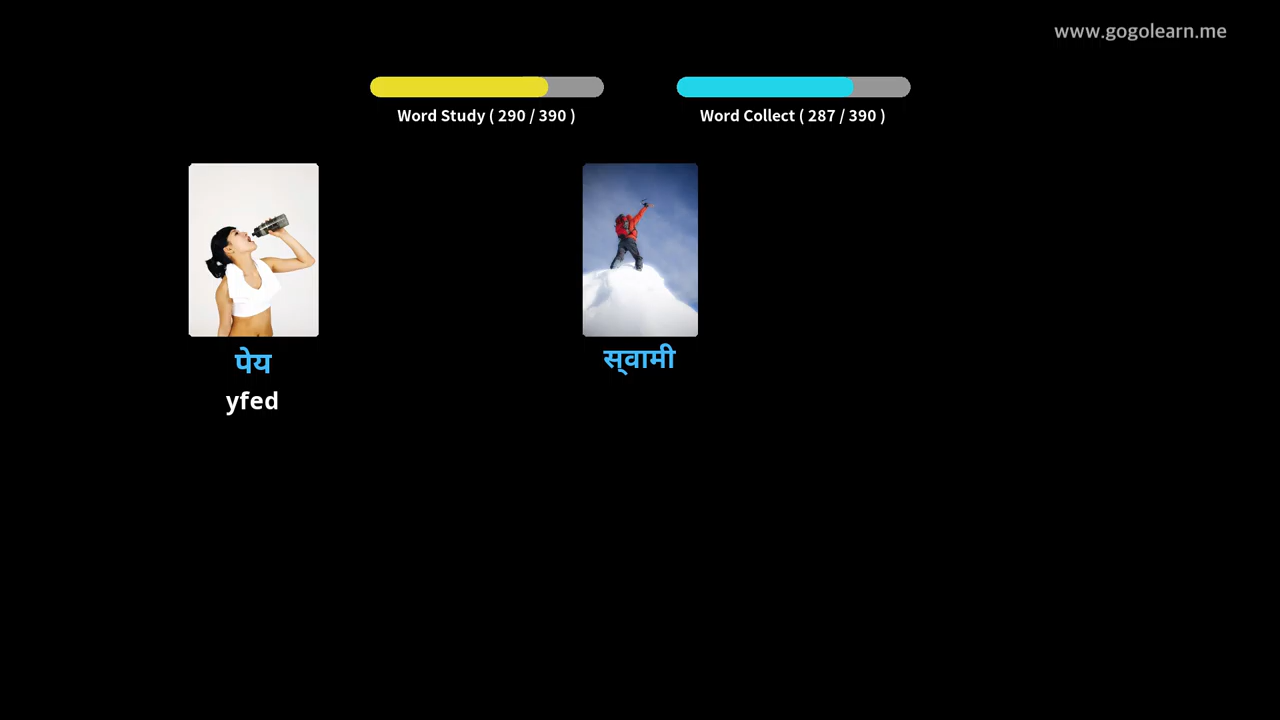 www.gogolearn.me
Word Study ( 290 / 390 )
Word Collect ( 287 / 390 )
पेय
yfed
स्वामी